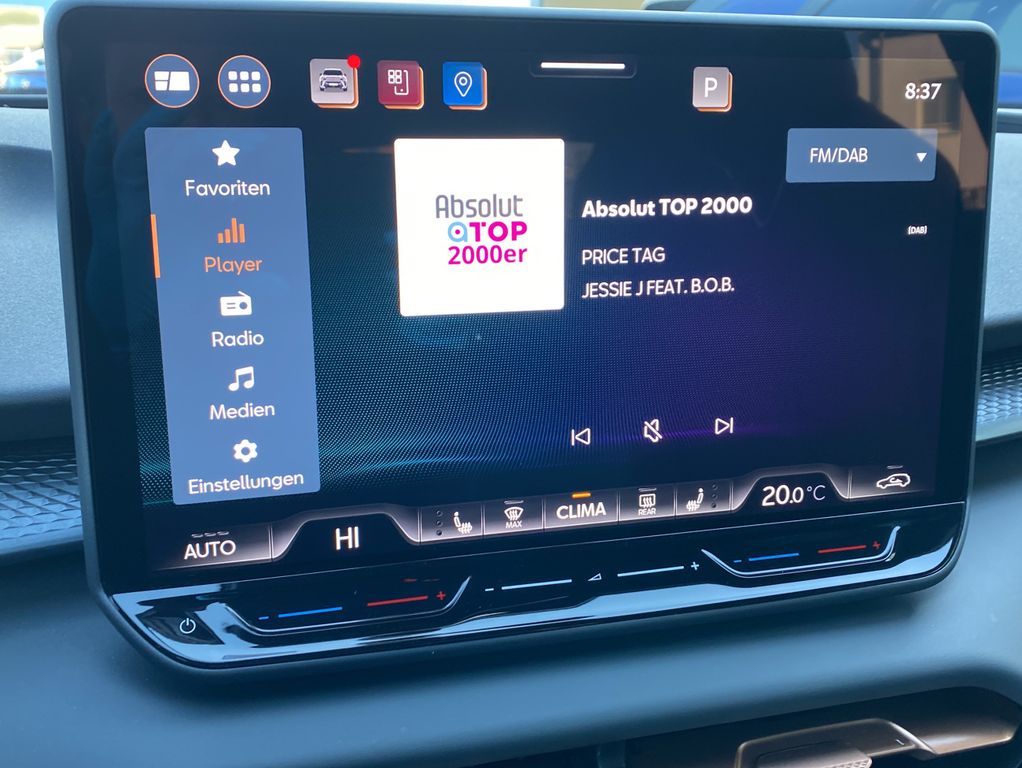 P
8:37
Favoriten
Player
Radio
Medien
Einstellungen
Absolut
TOP
2000er
Absolut TOP 2000
PRICE TAG
JESSIE J FEAT. B.O.B.
FM/DAB
(DAB)
AUTO
HI
MAX
CLIMA
REAR
20.0 °C
- +
- +
- +